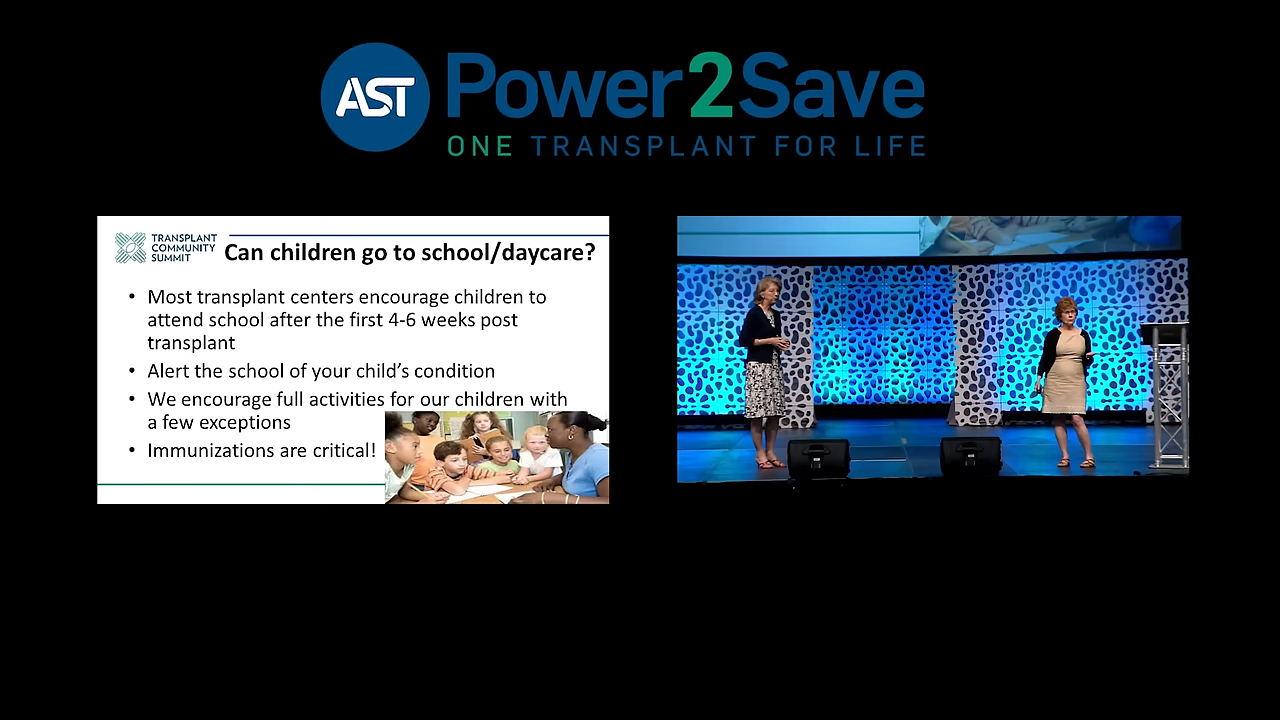 AST Power2Save
ONE TRANSPLANT FOR LIFE
TRANSPLANT
COMMUNITY
SUMMIT
Can children go to school/daycare?
• Most transplant centers encourage children to
attend school after the first 4-6 weeks post
transplant
• Alert the school of your child's condition
• We encourage full activities for our children with
a few exceptions
• Immunizations are critical!